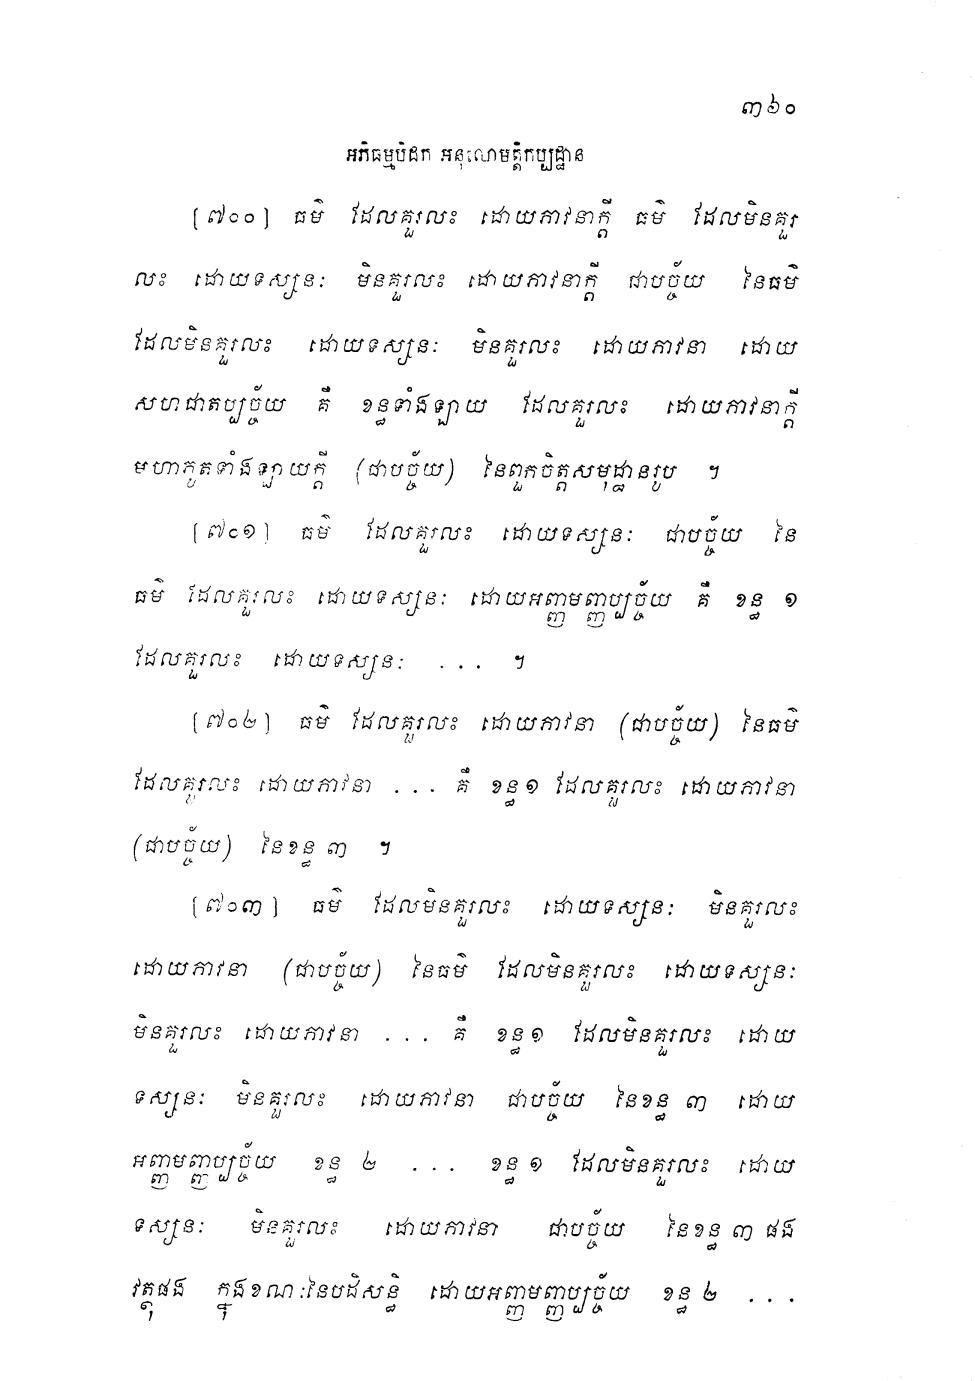 ៣៦០
អភិធម្មបិដក អនុលោមត្តិកប្បដ្ឋាន
[៧០០] ធម៌ ដែលគួរលះ ដោយភាវនាក្តី ធម៌ ដែលមិនគួរ
លះ ដោយទស្សនៈ មិនគួរលះ ដោយភាវនាក្តី ជាបច្ច័យ នៃធម៌
ដែលមិនគួរលះ ដោយទស្សនៈ មិនគួរលះ ដោយភាវនា ដោយ
សហជាតប្បច្ច័យ គឺ ខន្ធទាំងឡាយ ដែលគួរលះ ដោយភាវនាក្តី
មហាភូតទាំងឡាយក្តី (ជាបច្ច័យ) នៃពួកចិត្តសមុដ្ឋានរូប ។
[៧០១] ធម៌ ដែលគួរលះ ដោយទស្សនៈ ជាបច្ច័យ នៃ
ធម៌ ដែលគួរលះ ដោយទស្សនៈ ដោយអញ្ញមញ្ញប្បច្ច័យ គឺ ខន្ធ ១
ដែលគួរលះ ដោយទស្សនៈ . . . ។
[៧០២] ធម៌ ដែលគួរលះ ដោយភាវនា (ជាបច្ច័យ) នៃធម៌
ដែលគួរលះ ដោយភាវនា . . . គឺ ខន្ធ១ ដែលគួរលះ ដោយភាវនា
(ជាបច្ច័យ) នៃខន្ធ ៣ ។
[៧០៣] ធម៌ ដែលមិនគួរលះ ដោយទស្សនៈ មិនគួរលះ
ដោយភាវនា (ជាបច្ច័យ) នៃធម៌ ដែលមិនគួរលះ ដោយទស្សនៈ
មិនគួរលះ ដោយភាវនា . . . គឺ ខន្ធ១ ដែលមិនគួរលះ ដោយ
ទស្សនៈ មិនគួរលះ ដោយភាវនា ជាបច្ច័យ នៃខន្ធ ៣ ដោយ
អញ្ញមញ្ញប្បច្ច័យ ខន្ធ ២ . . . ខន្ធ១ ដែលមិនគួរលះ ដោយ
ទស្សនៈ មិនគួរលះ ដោយភាវនា ជាបច្ច័យ នៃខន្ធ ៣ ផង
វត្ថុផង ក្នុងខណៈនៃបដិសន្ធិ ដោយអញ្ញមញ្ញប្បច្ច័យ ខន្ធ ២ . . .